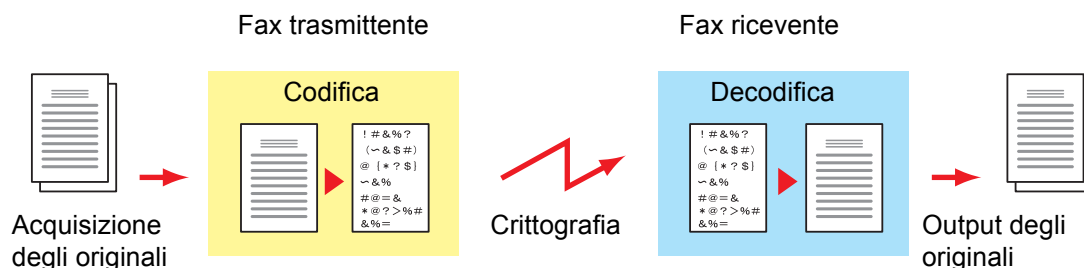 Fax trasmittente
Fax ricevente
Codifica
Decodifica
!#&%?
(∽&$#)
@[*?$]
∽&%
#@=&
*@?>%#
&%=
!#&%?
(∽&$#)
@[*?$]
∽&%
#@=&
*@?>%#
&%=
Acquisizione
degli originali
Crittografia
Output degli
originali